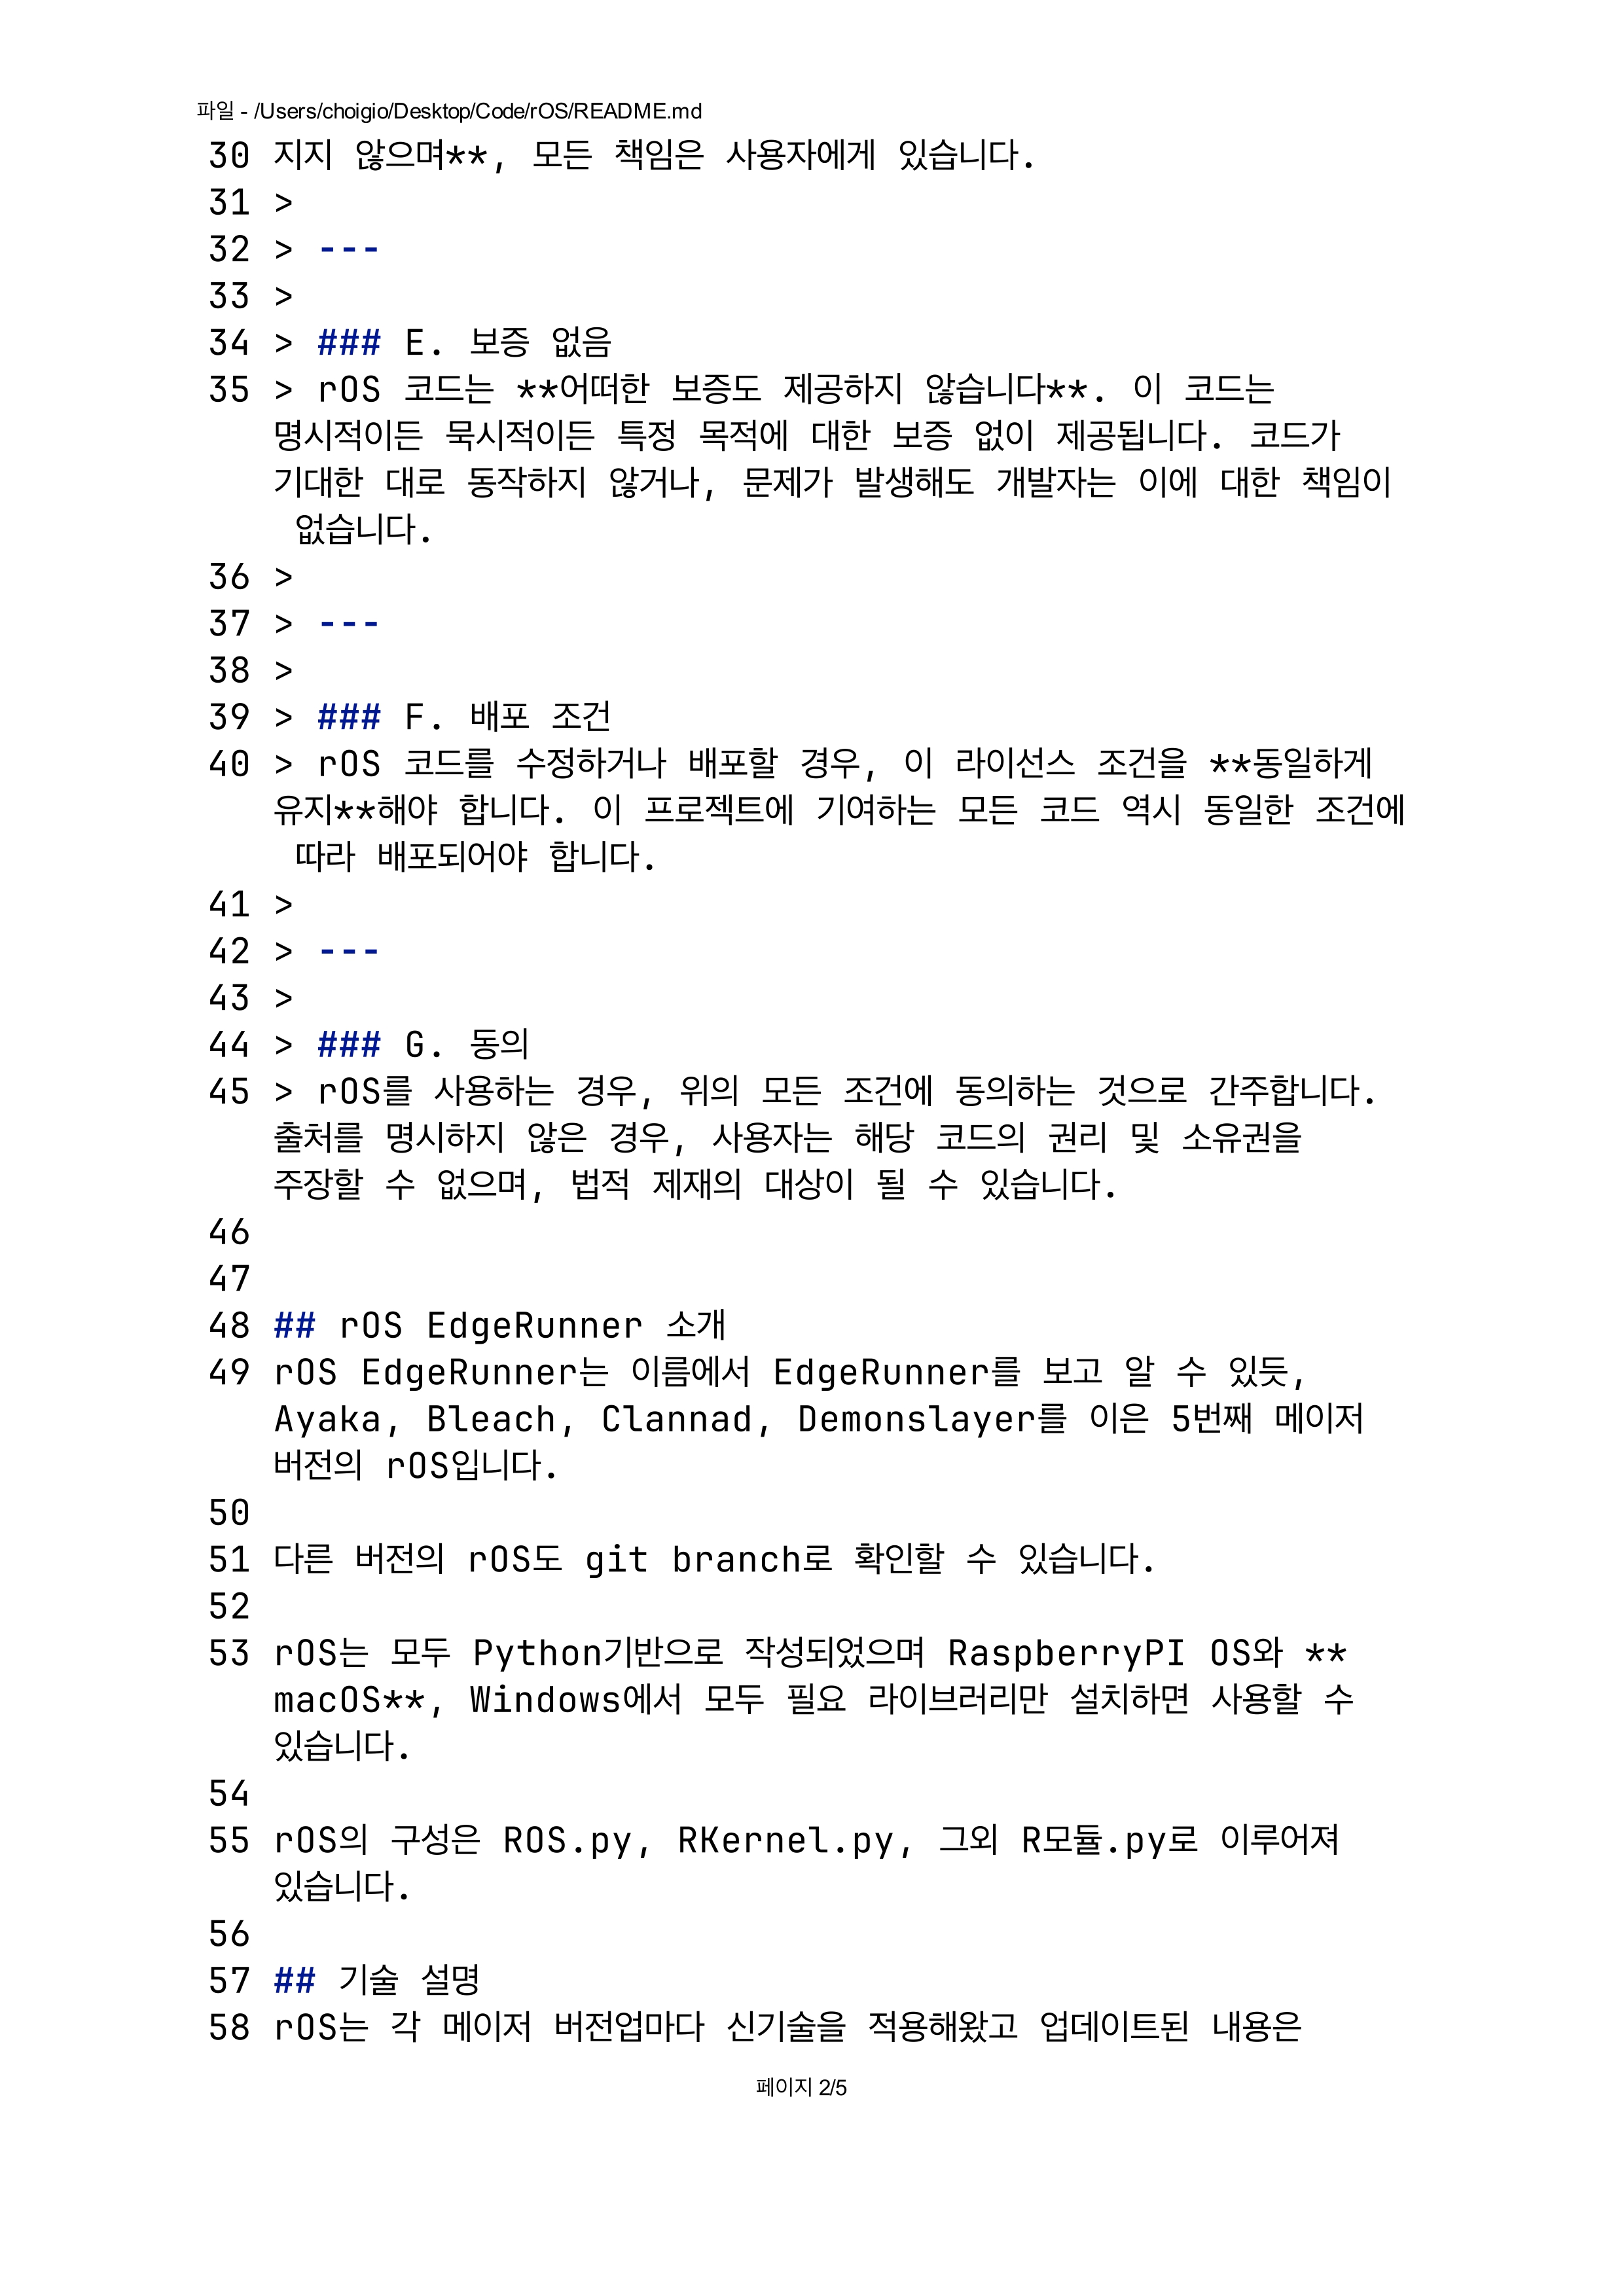 파일 - /Users/choigio/Desktop/Code/rOS/README.md
30 지지 않으며**, 모든 책임은 사용자에게 있습니다.
31 >
32 > ---
33 >
34 > ### E. 보증 없음
35 > rOS 코드는 **어떠한 보증도 제공하지 않습니다**. 이 코드는
명시적이든 묵시적이든 특정 목적에 대한 보증 없이 제공됩니다. 코드가
기대한 대로 동작하지 않거나, 문제가 발생해도 개발자는 이에 대한 책임이
없습니다.
36 >
37 > ---
38 >
39 > ### F. 배포 조건
40 > rOS 코드를 수정하거나 배포할 경우, 이 라이선스 조건을 **동일하게
유지**해야 합니다. 이 프로젝트에 기여하는 모든 코드 역시 동일한 조건에
따라 배포되어야 합니다.
41 >
42 > ---
43 >
44 > ### G. 동의
45 > rOS를 사용하는 경우, 위의 모든 조건에 동의하는 것으로 간주합니다.
출처를 명시하지 않은 경우, 사용자는 해당 코드의 권리 및 소유권을
주장할 수 없으며, 법적 제재의 대상이 될 수 있습니다.
46
47
48 ## rOS EdgeRunner 소개
49 rOS EdgeRunner는 이름에서 EdgeRunner를 보고 알 수 있듯,
Ayaka, Bleach, Clannad, Demonslayer를 이은 5번째 메이저
버전의 rOS입니다.
50
51 다른 버전의 rOS도 git branch로 확인할 수 있습니다.
52
53 rOS는 모두 Python기반으로 작성되었으며 RaspberryPI OS와 **
macOS**, Windows에서 모두 필요 라이브러리만 설치하면 사용할 수
있습니다.
54
55 rOS의 구성은 ROS.py, RKernel.py, 그외 R모듈.py로 이루어져
있습니다.
56
57 ## 기술 설명
58 rOS는 각 메이저 버전업마다 신기술을 적용해왔고 업데이트된 내용은
페이지 2/5